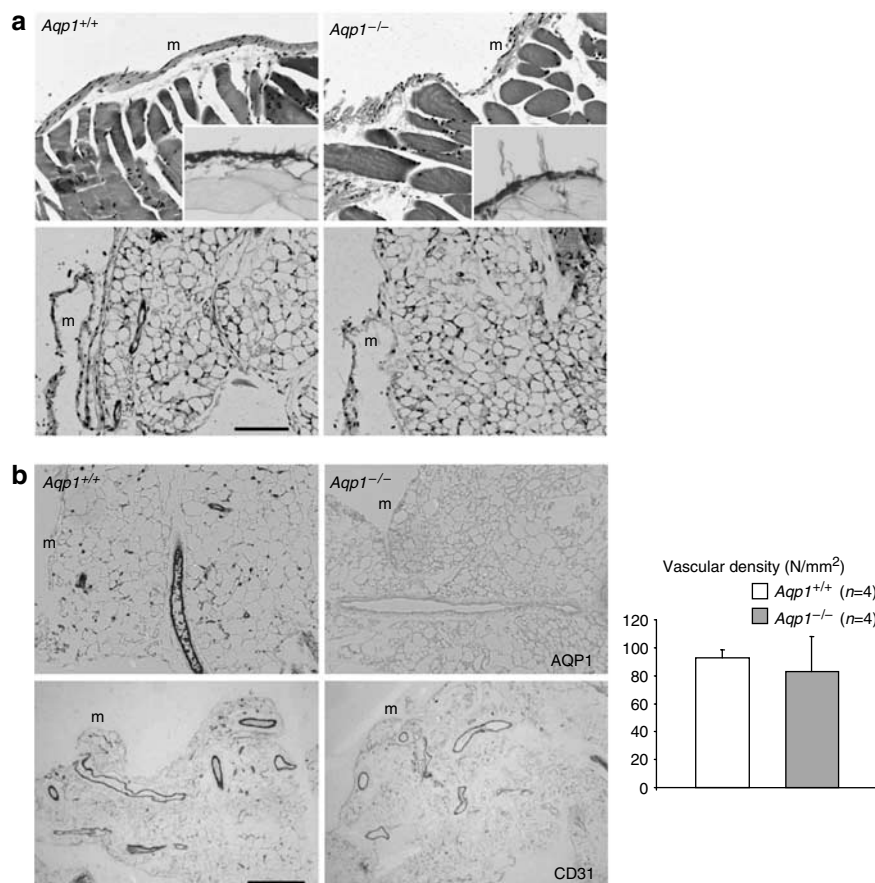 a
Aqp1+/+
m
Aqp1−/−
m
m
m
b
Aqp1+/+
m
Aqp1−/−
m
AQP1
m
m
CD31
Vascular density (N/mm2)
Aqp1+/+ (n=4)
Aqp1−/− (n=4)
120
100
80
60
40
20
0